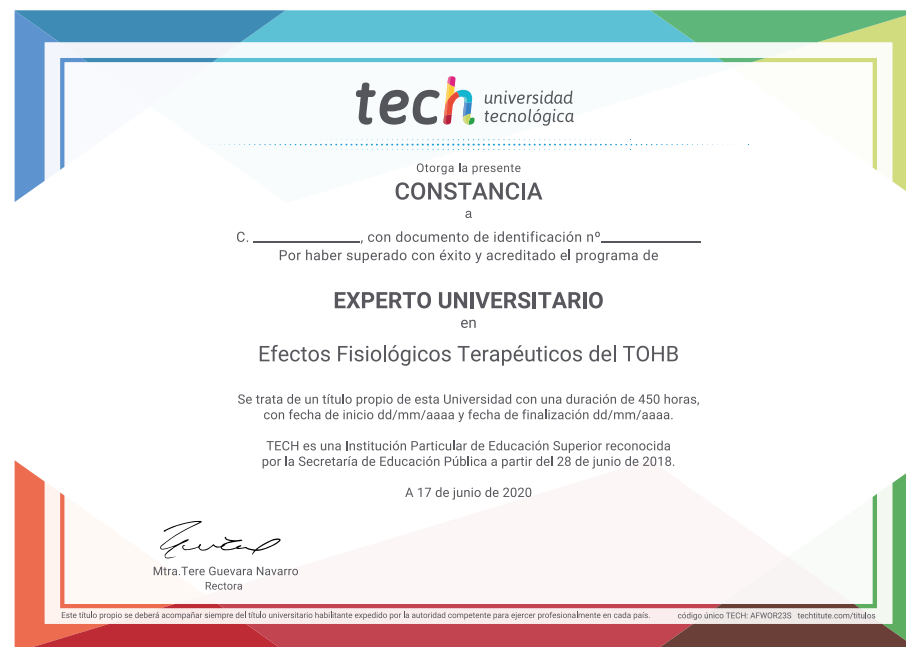 tech universidad
tecnológica
Otorga la presente
CONSTANCIA
a
C. ____________, con documento de identificación nº____________
Por haber superado con éxito y acreditado el programa de
EXPERTO UNIVERSITARIO
en
Efectos Fisiológicos Terapéuticos del TOHB
Se trata de un título propio de esta Universidad con una duración de 450 horas,
con fecha de inicio dd/mm/aaaa y fecha de finalización dd/mm/aaaa.
TECH es una Institución Particular de Educación Superior reconocida
por la Secretaría de Educación Pública a partir del 28 de junio de 2018.
A 17 de junio de 2020
Mtra.Tere Guevara Navarro
Rectora
Este título propio se deberá acompañar siempre del título universitario habilitante expedido por la autoridad competente para ejercer profesionalmente en cada país. código único TECH: AFWOR23S techtitute.com/titulos